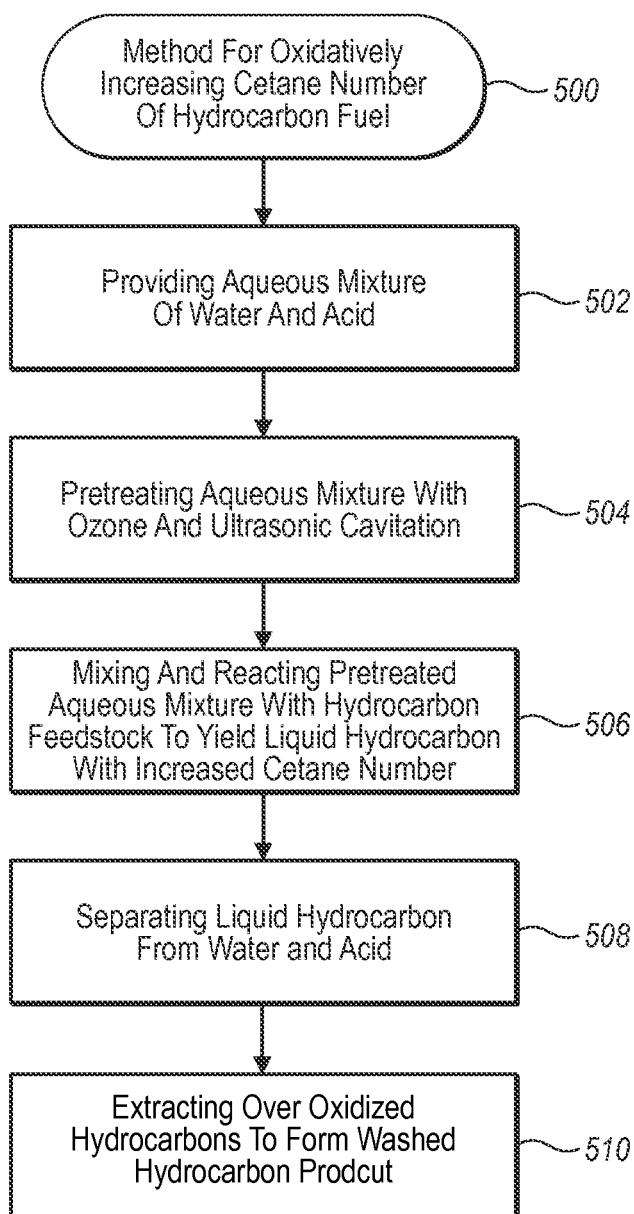 Method For Oxidatively
Increasing Cetane Number
Of Hydrocarbon Fuel
500
Providing Aqueous Mixture
Of Water And Acid
502
Pretreating Aqueous Mixture With
Ozone And Ultrasonic Cavitation
504
Mixing And Reacting Pretreated
Aqueous Mixture With Hydrocarbon
Feedstock To Yield Liquid Hydrocarbon
With Increased Cetane Number
506
Separating Liquid Hydrocarbon
From Water and Acid
508
Extracting Over Oxidized
Hydrocarbons To Form Washed
Hydrocarbon Prodcut
510